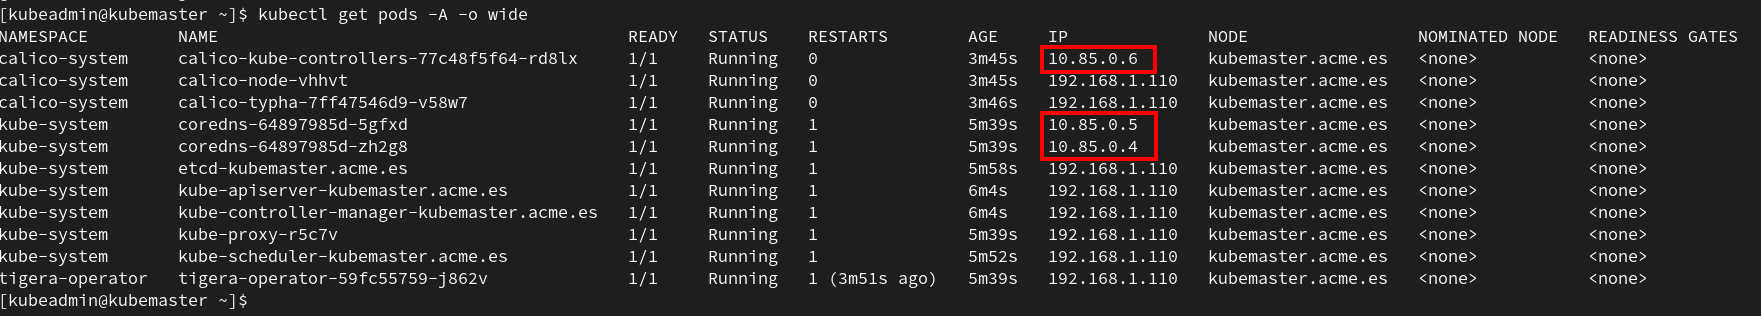 [kubeadmin@kubemaster ~]$ kubectl get pods -A -o wide
NAMESPACE NAME READY STATUS RESTARTS AGE IP NODE NOMINATED NODE READINESS GATES
calico-system calico-kube-controllers-77c48f5f64-rd8lx 1/1 Running 0 3m45s 10.85.0.6 kubemaster.acme.es <none> <none>
calico-system calico-node-vhhvt 1/1 Running 0 3m45s 192.168.1.110 kubemaster.acme.es <none> <none>
calico-system calico-typha-7ff47546d9-v58w7 1/1 Running 0 3m46s 192.168.1.110 kubemaster.acme.es <none> <none>
kube-system coredns-64897985d-5gfxd 1/1 Running 1 5m39s 10.85.0.5 kubemaster.acme.es <none> <none>
kube-system coredns-64897985d-zh2g8 1/1 Running 1 5m39s 10.85.0.4 kubemaster.acme.es <none> <none>
kube-system etcd-kubemaster.acme.es 1/1 Running 1 5m58s 192.168.1.110 kubemaster.acme.es <none> <none>
kube-system kube-apiserver-kubemaster.acme.es 1/1 Running 1 6m4s 192.168.1.110 kubemaster.acme.es <none> <none>
kube-system kube-controller-manager-kubemaster.acme.es 1/1 Running 1 6m4s 192.168.1.110 kubemaster.acme.es <none> <none>
kube-system kube-proxy-r5c7v 1/1 Running 1 5m39s 192.168.1.110 kubemaster.acme.es <none> <none>
kube-system kube-scheduler-kubemaster.acme.es 1/1 Running 1 5m52s 192.168.1.110 kubemaster.acme.es <none> <none>
tigera-operator tigera-operator-59fc55759-j862v 1/1 Running 1 (3m51s ago) 5m39s 192.168.1.110 kubemaster.acme.es <none> <none>
[kubeadmin@kubemaster ~]$